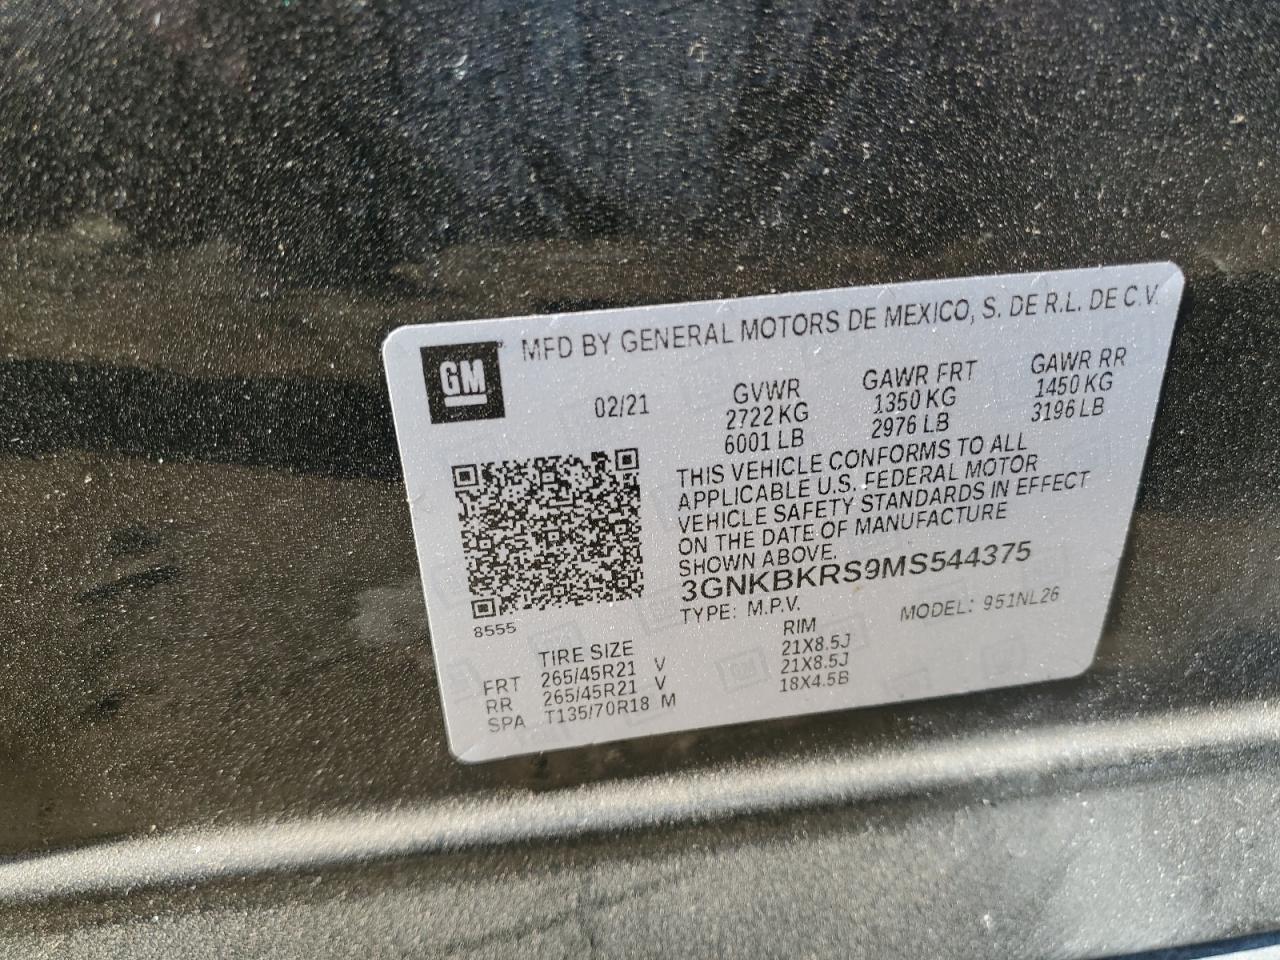 MFD BY GENERAL MOTORS DE MEXICO, S. DE R.L. DE C.V.
GM
02/21
GVWR
2722 KG
6001 LB
GAWR FRT
1350 KG
2976 LB
GAWR RR
1450 KG
3196 LB
THIS VEHICLE CONFORMS TO ALL
APPLICABLE U.S. FEDERAL MOTOR
VEHICLE SAFETY STANDARDS IN EFFECT
ON THE DATE OF MANUFACTURE
SHOWN ABOVE.
3GNKBKRS9MS544375
TYPE: M.P.V.
MODEL: 951NL26
8555
TIRE SIZE RIM
FRT 265/45R21 V 21X8.5J
RR 265/45R21 V 21X8.5J
SPA T135/70R18 M 18X4.5B